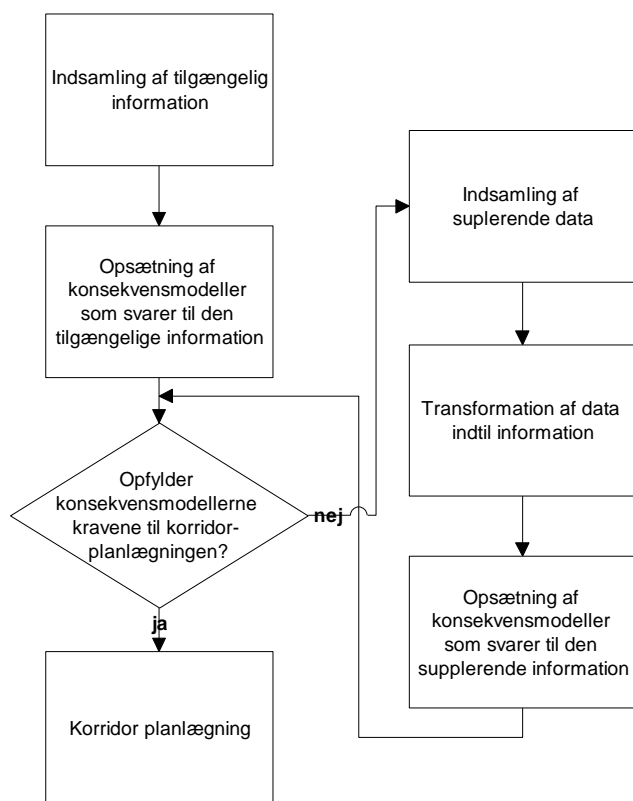 Indsamling af tilgængelig
information
Opsætning af
konsekvensmodeller
som svarer til den
tilgængelige information
Opfylder
konsekvensmodellerne
kravene til korridor-
planlægningen?
nej
ja
Korridor planlægning
Indsamling af
suplerende data
Transformation af data
indtil information
Opsætning af
konsekvensmodeller
som svarer til den
supplerende information